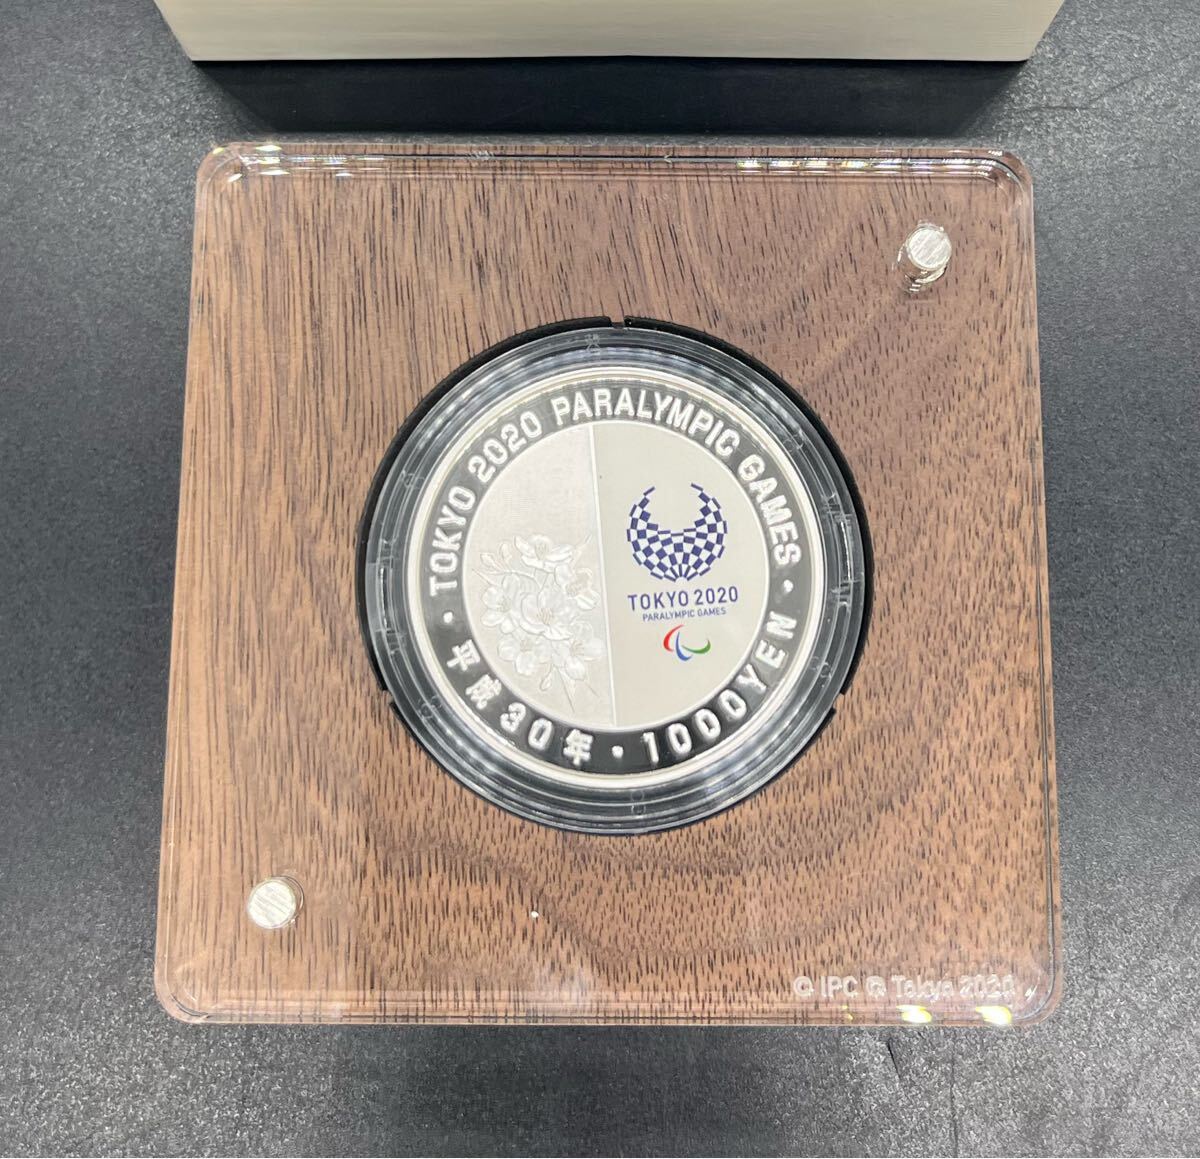 TOKYO 2020 PARALYMPIC GAMES
平成30年・1000YEN
TOKYO 2020
PARALYMPIC GAMES
© IPC © Tokyo 2020